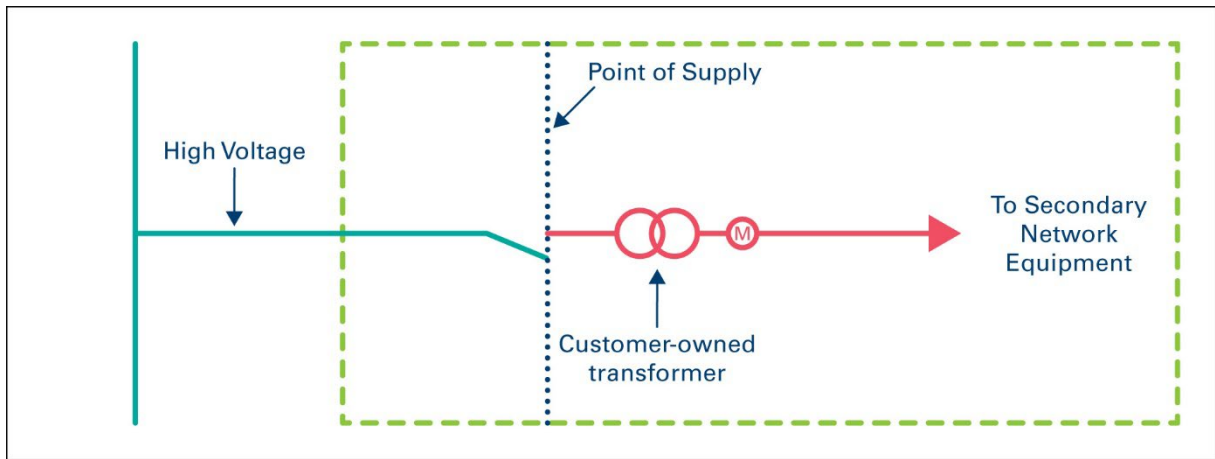 Point of Supply
High Voltage
M
To Secondary
Network
Equipment
Customer-owned
transformer